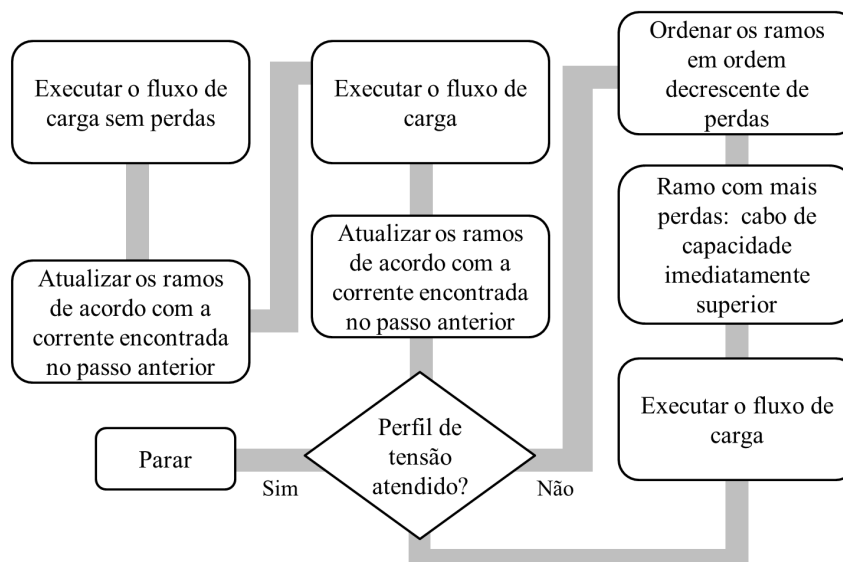 Executar o fluxo de
carga sem perdas
Atualizar os ramos
de acordo com a
corrente encontrada
no passo anterior
Executar o fluxo de
carga
Atualizar os ramos
de acordo com a
corrente encontrada
no passo anterior
Perfil de
tensão
atendido?
Sim
Parar
Não
Ordenar os ramos
em ordem
decrescente de
perdas
Ramo com mais
perdas: cabo de
capacidade
imediatamente
superior
Executar o fluxo de
carga